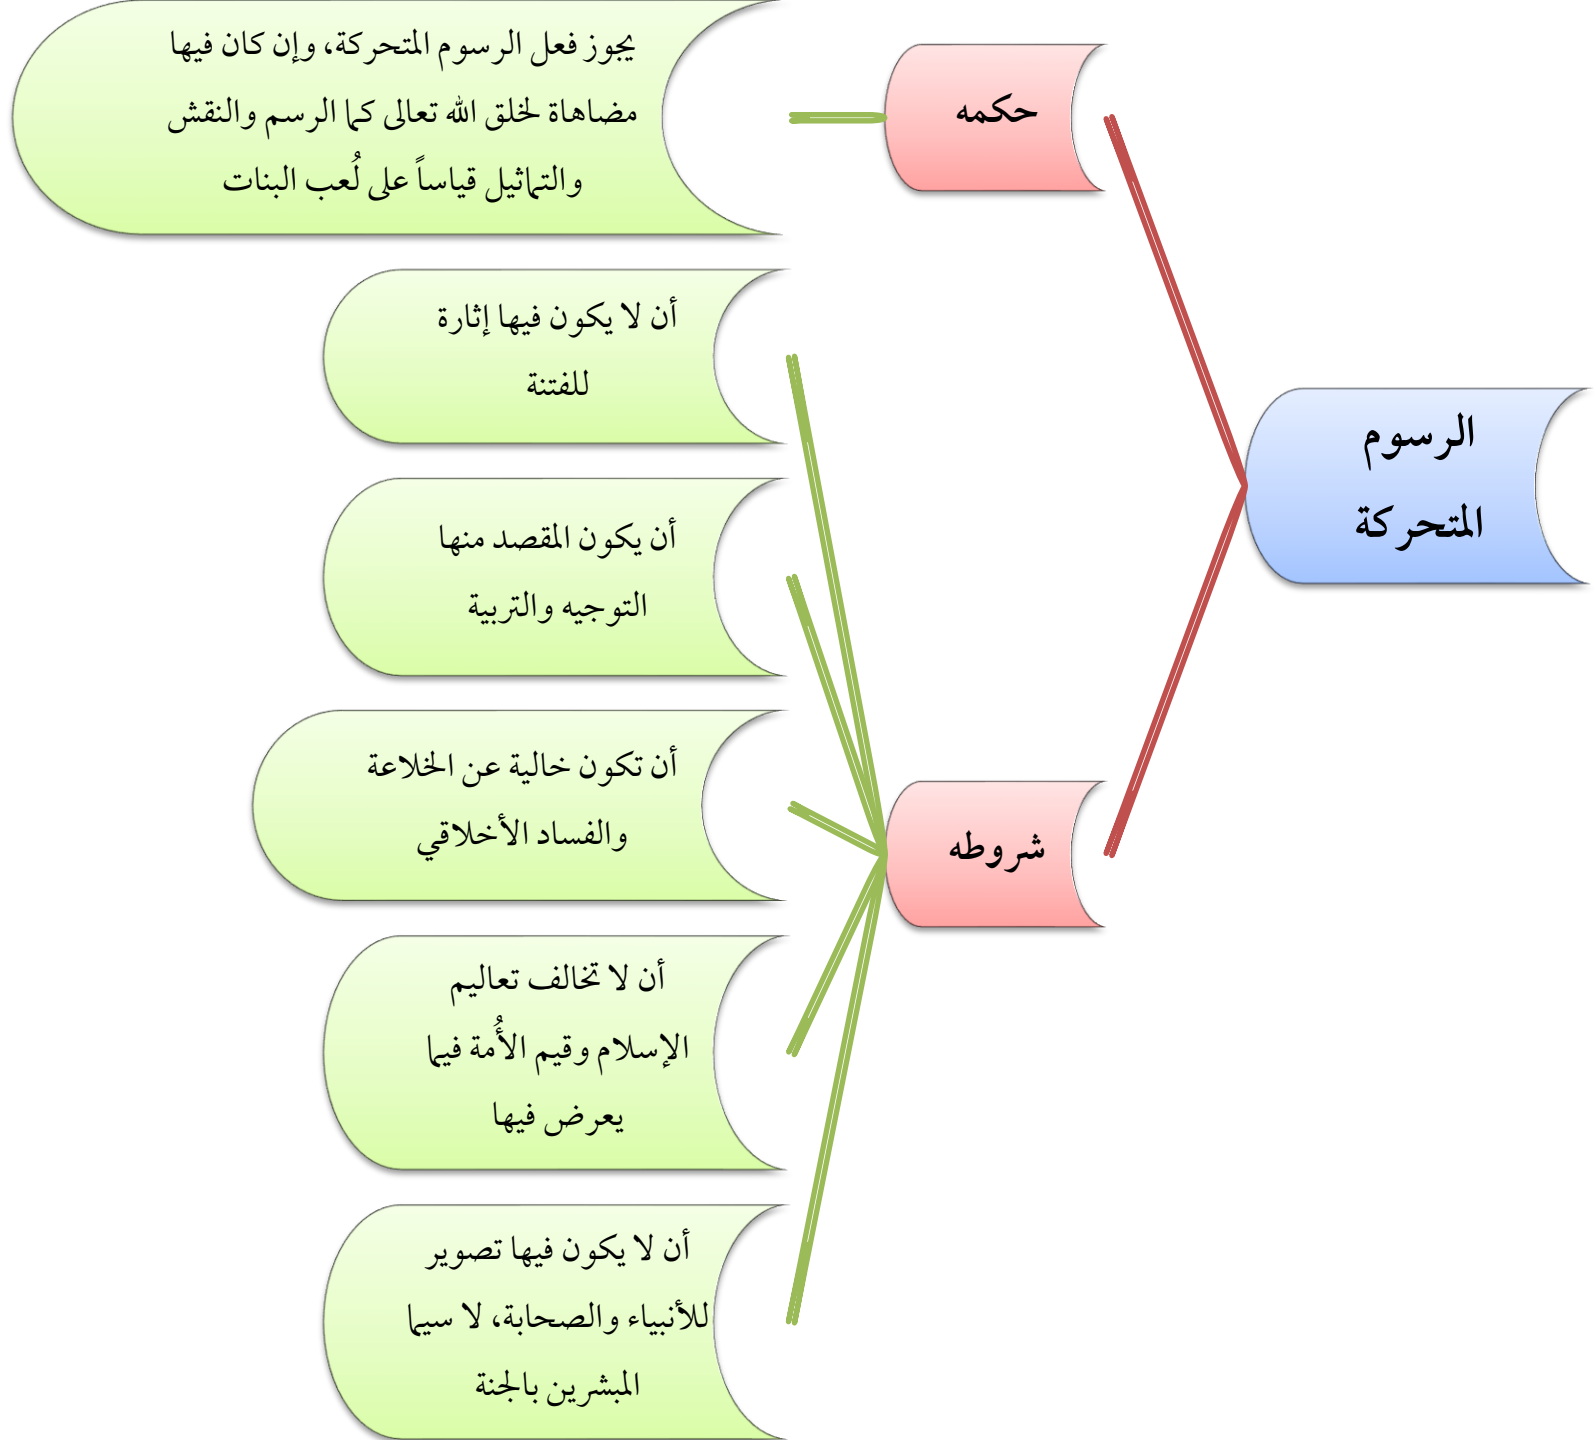 الرسوم
المتحركة
حكمه
يجوز فعل الرسوم المتحركة، وإن كان فيها
مضاهاة لخلق الله تعالى كما الرسم والنقش
والتماثيل قياساً على لُعب البنات
شروطه
أن لا يكون فيها إثارة
للفتنة
أن يكون المقصد منها
التوجيه والتربية
أن تكون خالية عن الخلاعة
والفساد الأخلاقي
أن لا تخالف تعاليم
الإسلام وقيم الأُمة فيما
يعرض فيها
أن لا يكون فيها تصوير
للأنبياء والصحابة، لا سيما
المبشرين بالجنة